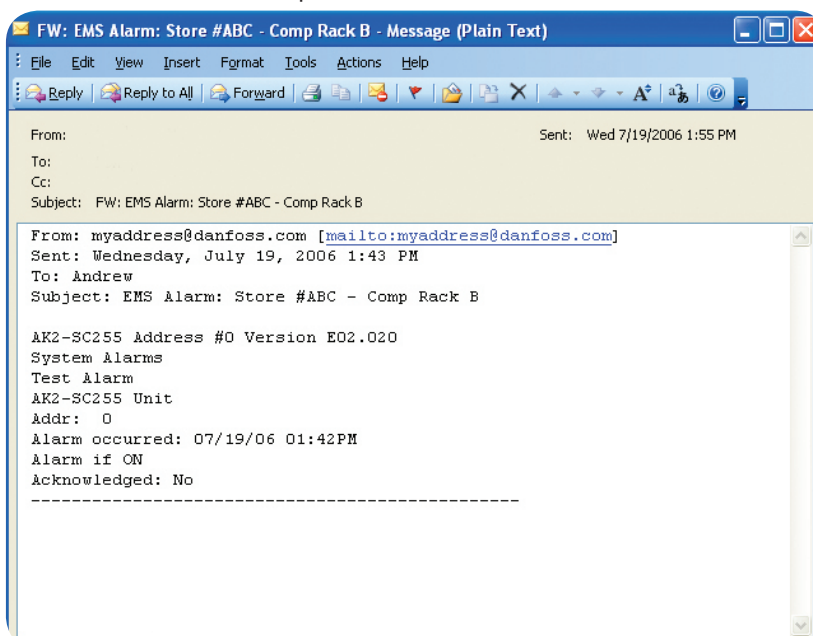 FW: EMS Alarm: Store #ABC - Comp Rack B - Message (Plain Text)
File Edit View Insert Format Tools Actions Help
Reply Reply to All Forward
From: Sent: Wed 7/19/2006 1:55 PM
To:
Cc:
Subject: FW: EMS Alarm: Store #ABC - Comp Rack B
From: myaddress@danfoss.com [mailto:myaddress@danfoss.com]
Sent: Wednesday, July 19, 2006 1:43 PM
To: Andrew
Subject: EMS Alarm: Store #ABC - Comp Rack B
AK2-SC255 Address #0 Version E02.020
System Alarms
Test Alarm
AK2-SC255 Unit
Addr: 0
Alarm occurred: 07/19/06 01:42PM
Alarm if ON
Acknowledged: No
------------------------------------------------